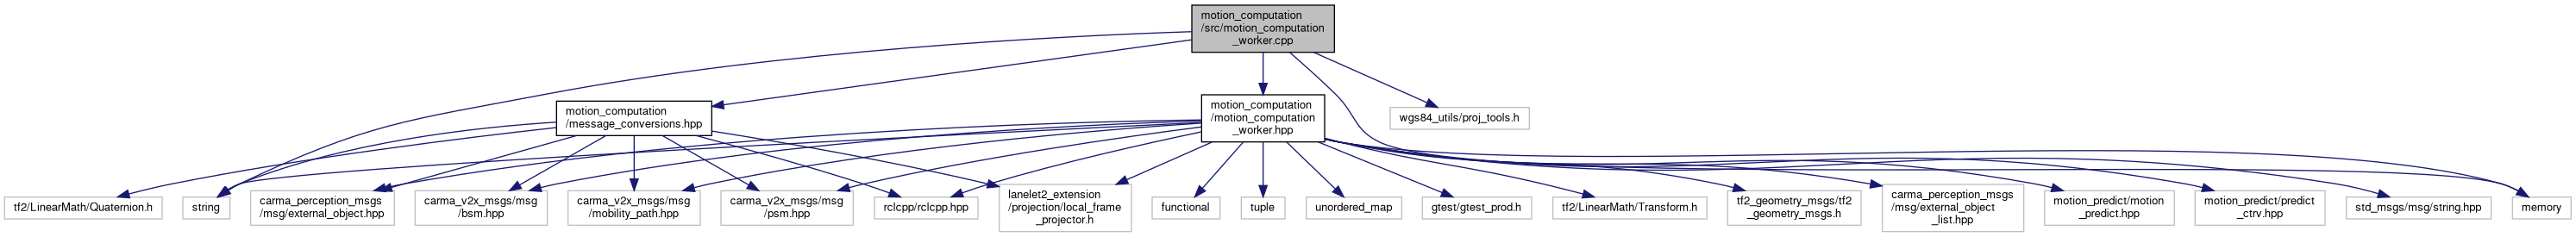 motion_computation
/src/motion_computation
_worker.cpp
motion_computation
/message_conversions.hpp
motion_computation
/motion_computation
_worker.hpp
wgs84_utils/proj_tools.h
tf2/LinearMath/Quaternion.h
string
carma_perception_msgs
/msg/external_object.hpp
carma_v2x_msgs/msg
/bsm.hpp
carma_v2x_msgs/msg
/mobility_path.hpp
carma_v2x_msgs/msg
/psm.hpp
rclcpp/rclcpp.hpp
lanelet2_extension
/projection/local_frame
_projector.h
functional
tuple
unordered_map
gtest/gtest_prod.h
tf2/LinearMath/Transform.h
tf2_geometry_msgs/tf2
_geometry_msgs.h
carma_perception_msgs
/msg/external_object
_list.hpp
motion_predict/motion
_predict.hpp
motion_predict/predict
_ctrv.hpp
std_msgs/msg/string.hpp
memory